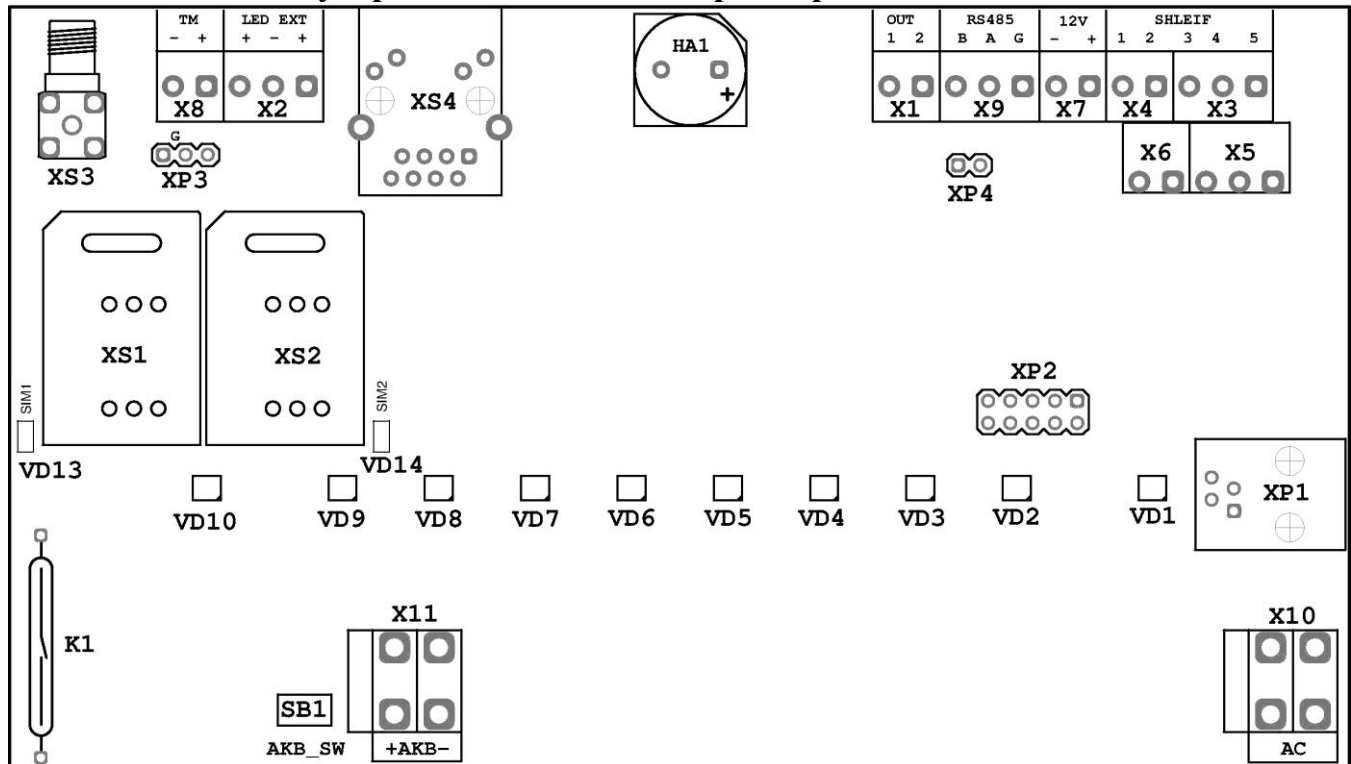 TM LED EXT OUT RS485 12V SHLEIF
- + + - + 1 2 B A G - + 1 2 3 4 5
HA1
+
X8 X2 XS4 X1 X9 X7 X4 X3
G
XS3 XP3 XP4 X6 X5
XS1 XS2
XP2
SIM1 SIM2
VD13 VD14
XP1
VD10 VD9 VD8 VD7 VD6 VD5 VD4 VD3 VD2 VD1
X11 X10
K1
SB1
AKB_SW +AKB- AC